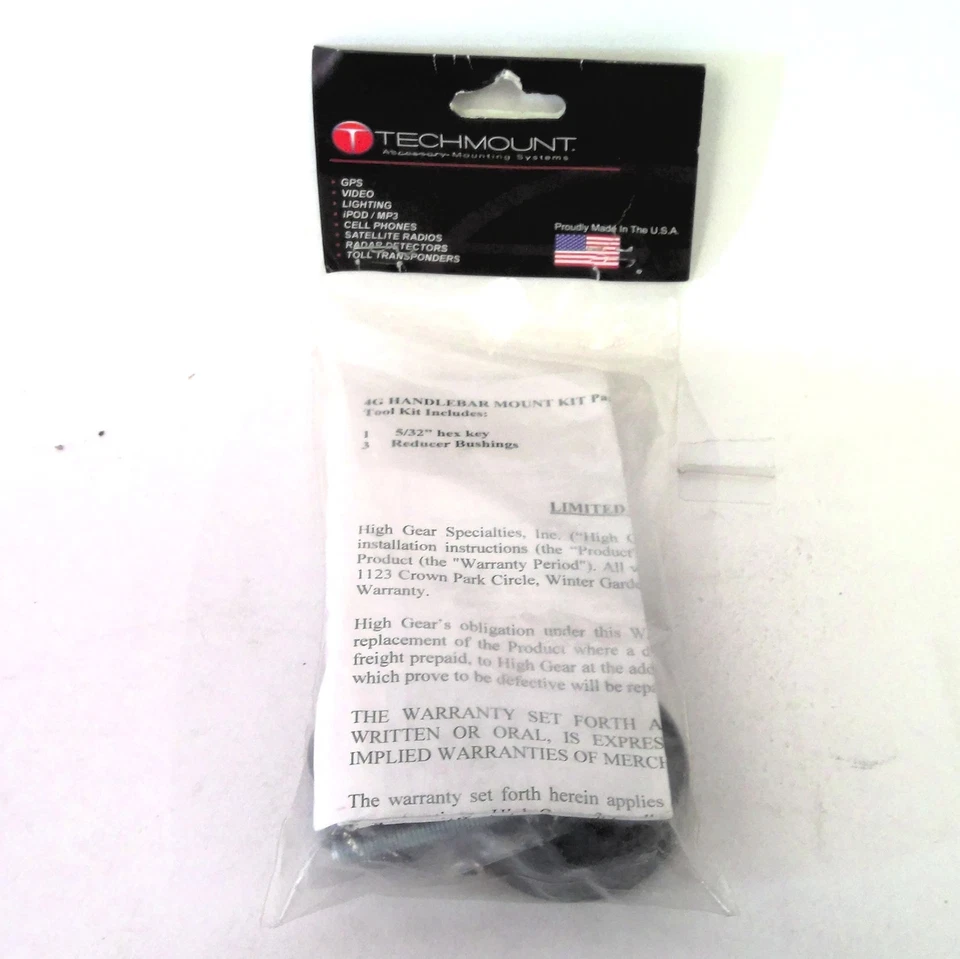 T TECHMOUNT
Accessory Mounting Systems
GPS
VIDEO
LIGHTING
iPOD / MP3
CELL PHONES
SATELLITE RADIOS
RADAR DETECTORS
TOLL TRANSPONDERS
Proudly Made In The U.S.A.
4G HANDLEBAR MOUNT KIT Pa
Tool Kit Includes:
1 5/32" hex key
3 Reducer Bushings
LIMITED
High Gear Specialties, Inc. ("High G
installation instructions (the "Product
Product (the "Warranty Period"). All
1123 Crown Park Circle, Winter Garde
Warranty.
High Gear's obligation under this W
replacement of the Product where a d
freight prepaid, to High Gear at the add
which prove to be defective will be repa
THE WARRANTY SET FORTH A
WRITTEN OR ORAL, IS EXPRES
IMPLIED WARRANTIES OF MERCH
The warranty set forth herein applies